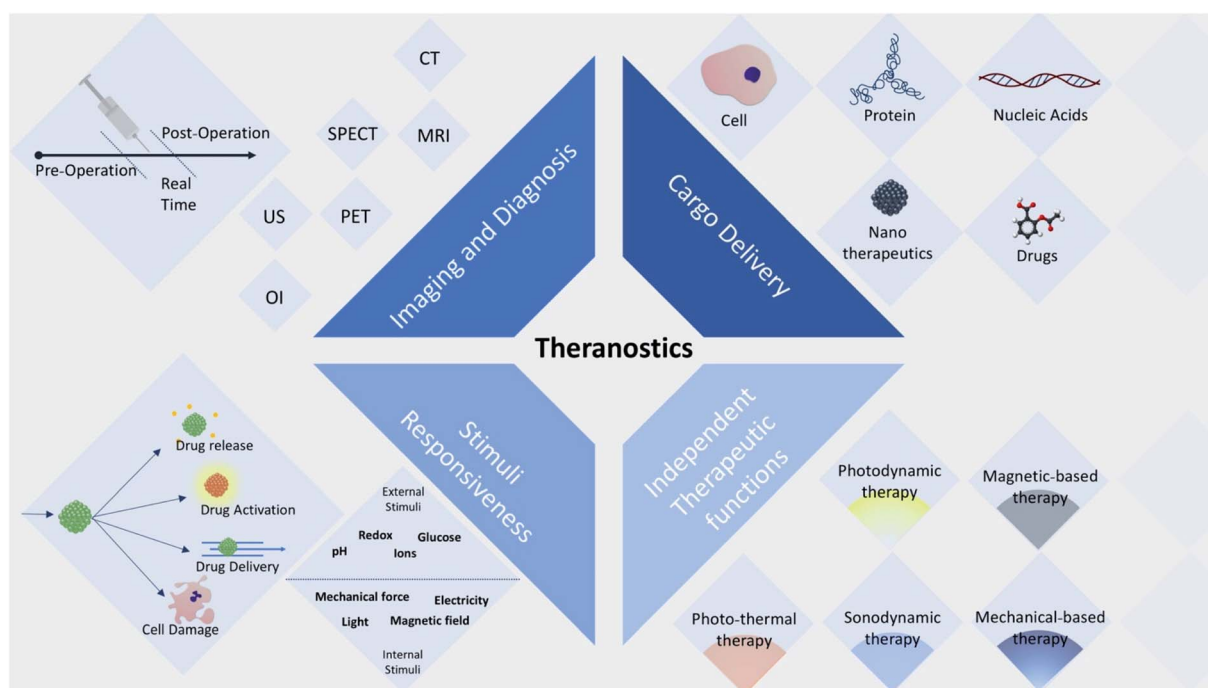 CT
SPECT
MRI
US
PET
OI
Post-Operation
Pre-Operation
Real
Time
Imaging and Diagnosis
Cargo Delivery
Cell
Protein
Nucleic Acids
Nano
therapeutics
Drugs
Theranostics
Stimuli
Responsiveness
Drug release
Drug Activation
Drug Delivery
Cell Damage
External
Stimuli
Redox
Glucose
pH
Ions
Mechanical force
Electricity
Light
Magnetic field
Internal
Stimuli
Independent
Therapeutic
functions
Photodynamic
therapy
Magnetic-based
therapy
Photo-thermal
therapy
Sonodynamic
therapy
Mechanical-based
therapy